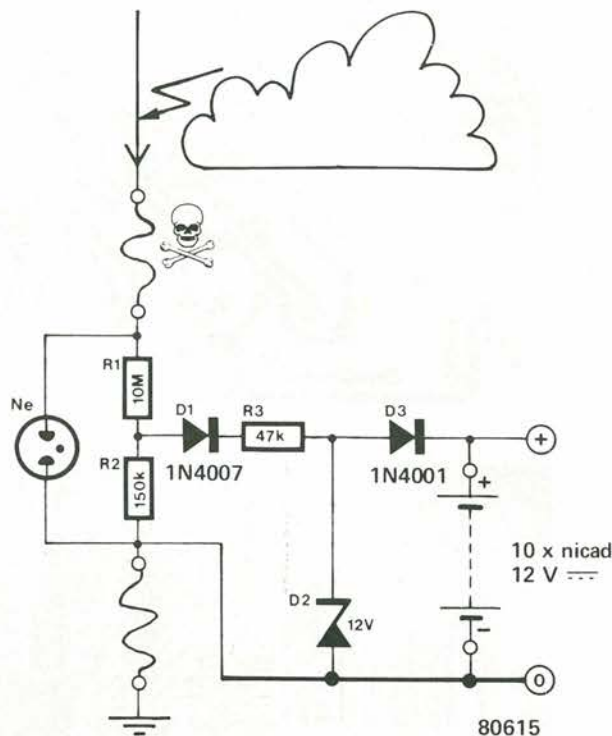 R1
10M
Ne
D1
R3
47k
D3
+
1N4007
1N4001
+
R2
150k
10 x nicad
12 V
D2
12V
-
0
80615